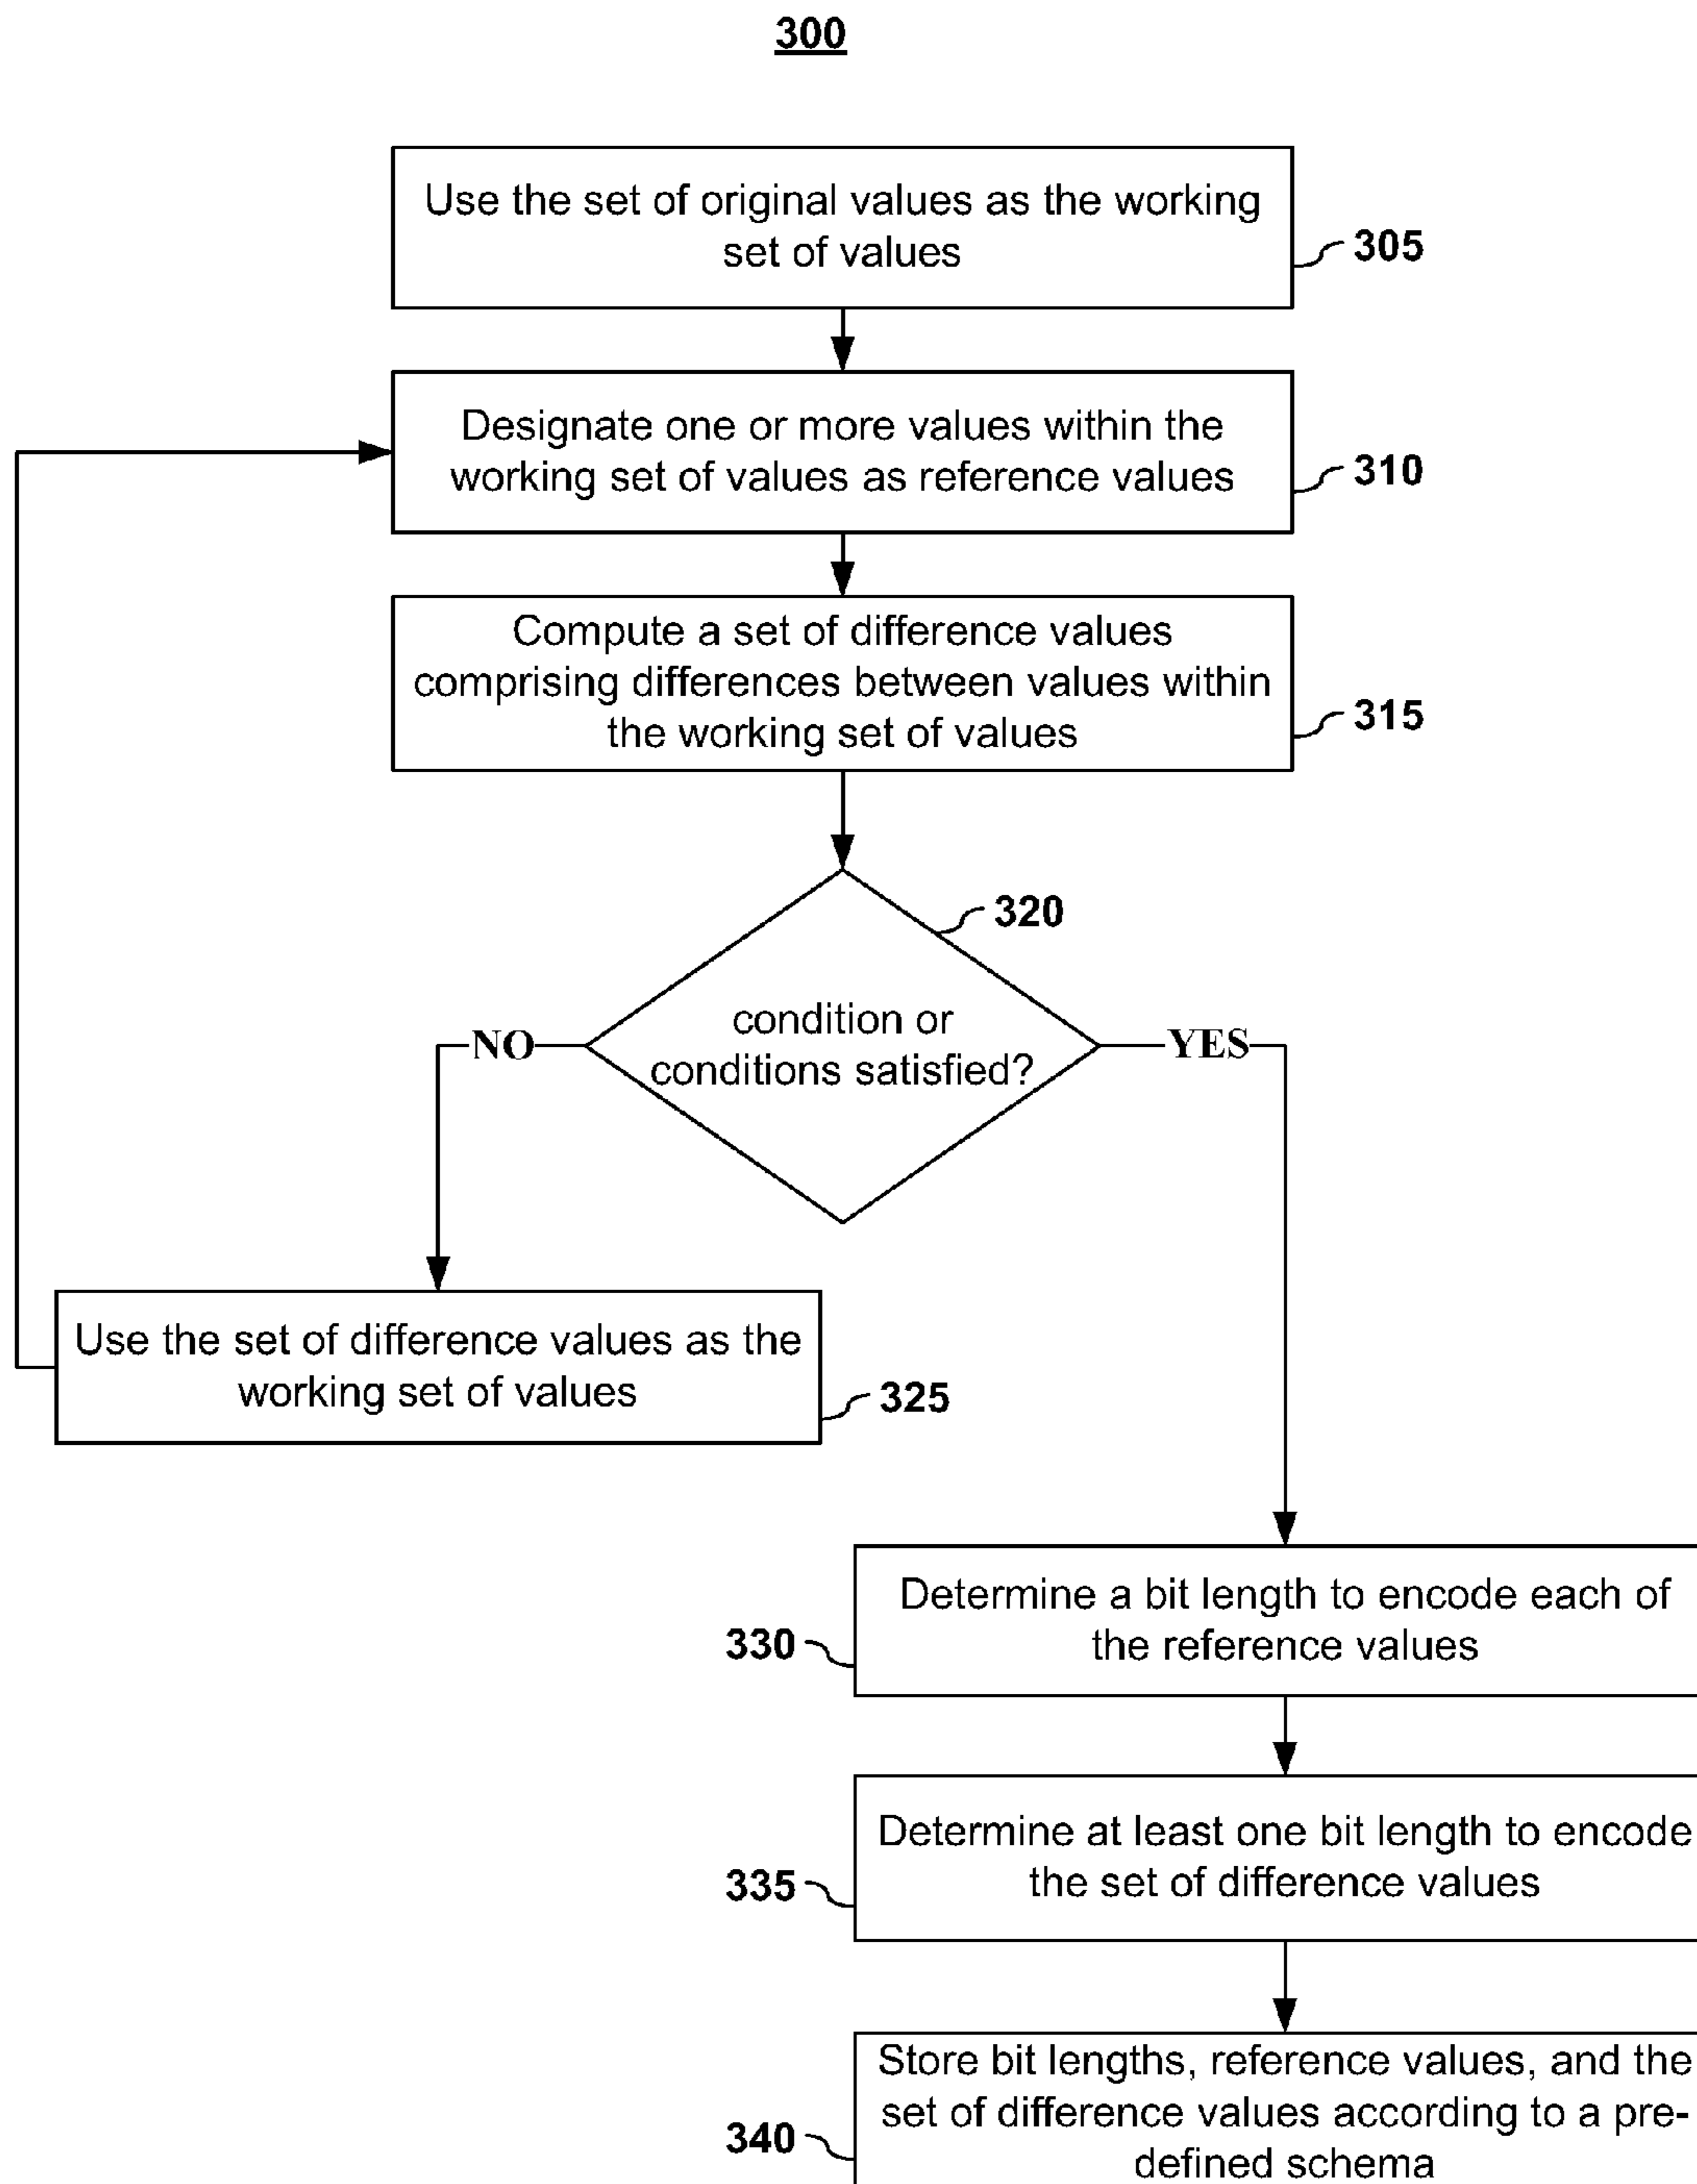 300
Use the set of original values as the working
set of values
305
Designate one or more values within the
working set of values as reference values
310
Compute a set of difference values
comprising differences between values within
the working set of values
315
320
condition or
conditions satisfied?
NO
YES
Use the set of difference values as the
working set of values
325
Determine a bit length to encode each of
the reference values
330
Determine at least one bit length to encode
the set of difference values
335
Store bit lengths, reference values, and the
set of difference values according to a pre-
defined schema
340